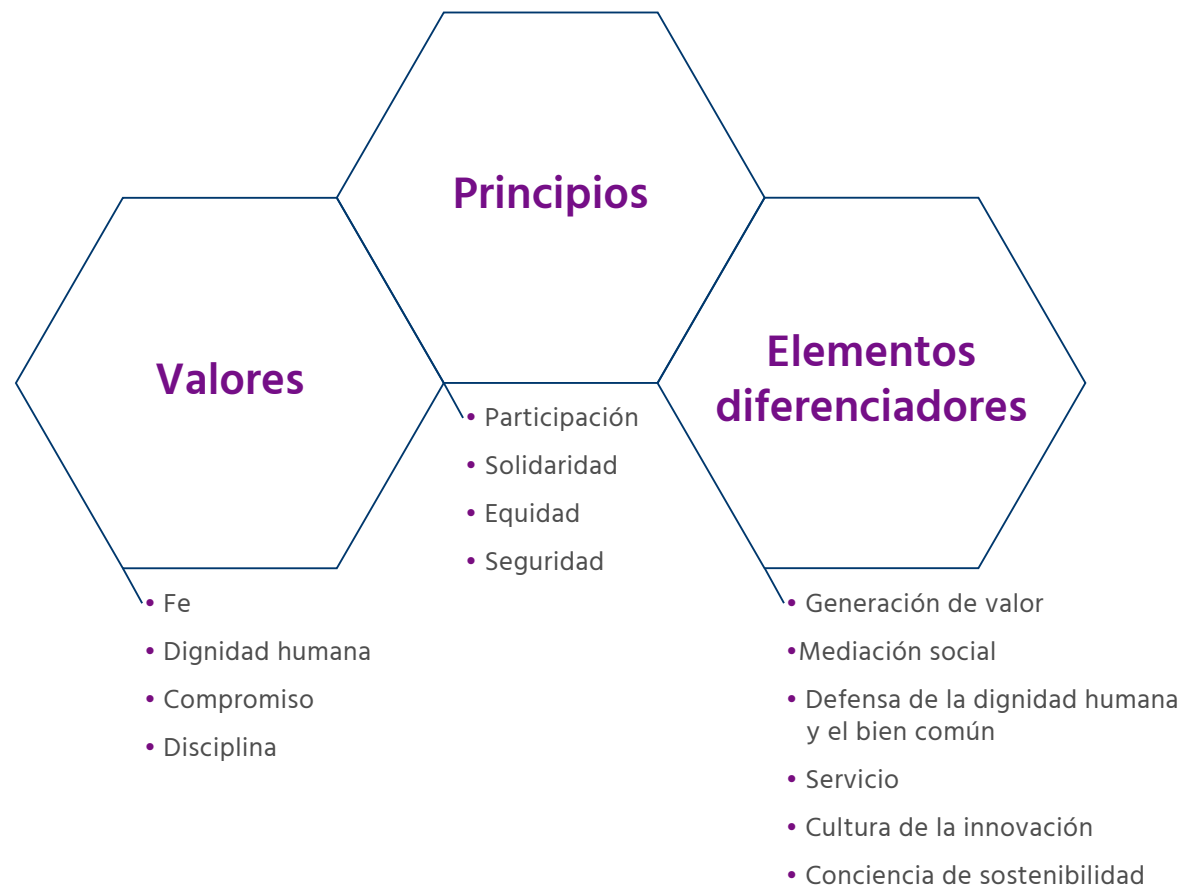 Principios
Valores
Elementos
diferenciadores
• Participación
• Solidaridad
• Equidad
• Seguridad
• Fe
• Dignidad humana
• Compromiso
• Disciplina
• Generación de valor
•Mediación social
• Defensa de la dignidad humana
y el bien común
• Servicio
• Cultura de la innovación
• Conciencia de sostenibilidad